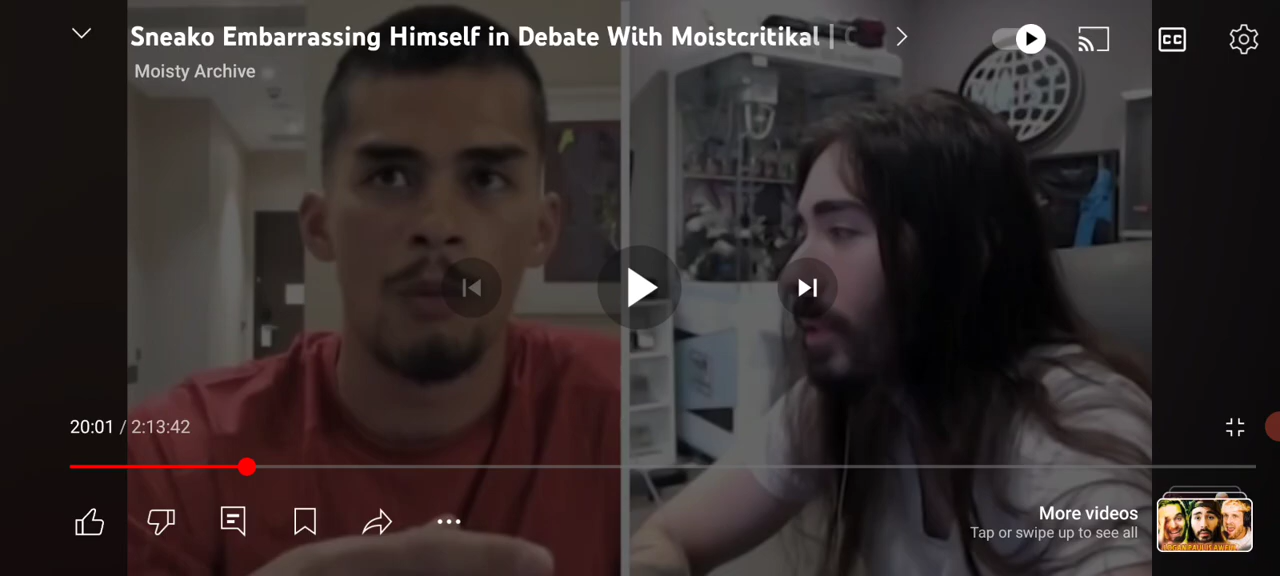 Sneako Embarrassing Himself in Debate With Moistcritikal |
Moisty Archive
CC
20:01 / 2:13:42
More videos
Tap or swipe up to see all